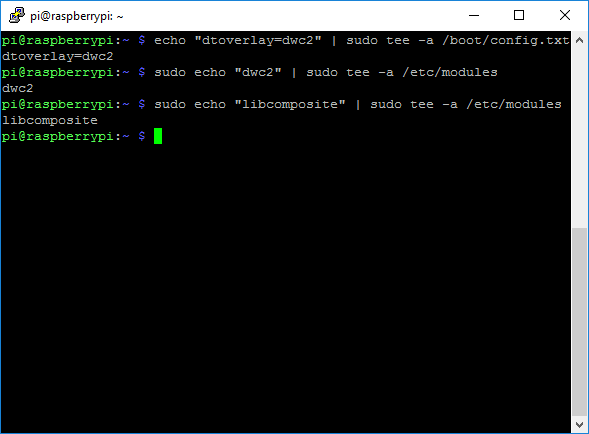 pi@raspberrypi: ~
pi@raspberrypi:~ $ echo "dtoverlay=dwc2" | sudo tee -a /boot/config.txt
dtoverlay=dwc2
pi@raspberrypi:~ $ sudo echo "dwc2" | sudo tee -a /etc/modules
dwc2
pi@raspberrypi:~ $ sudo echo "libcomposite" | sudo tee -a /etc/modules
libcomposite
pi@raspberrypi:~ $